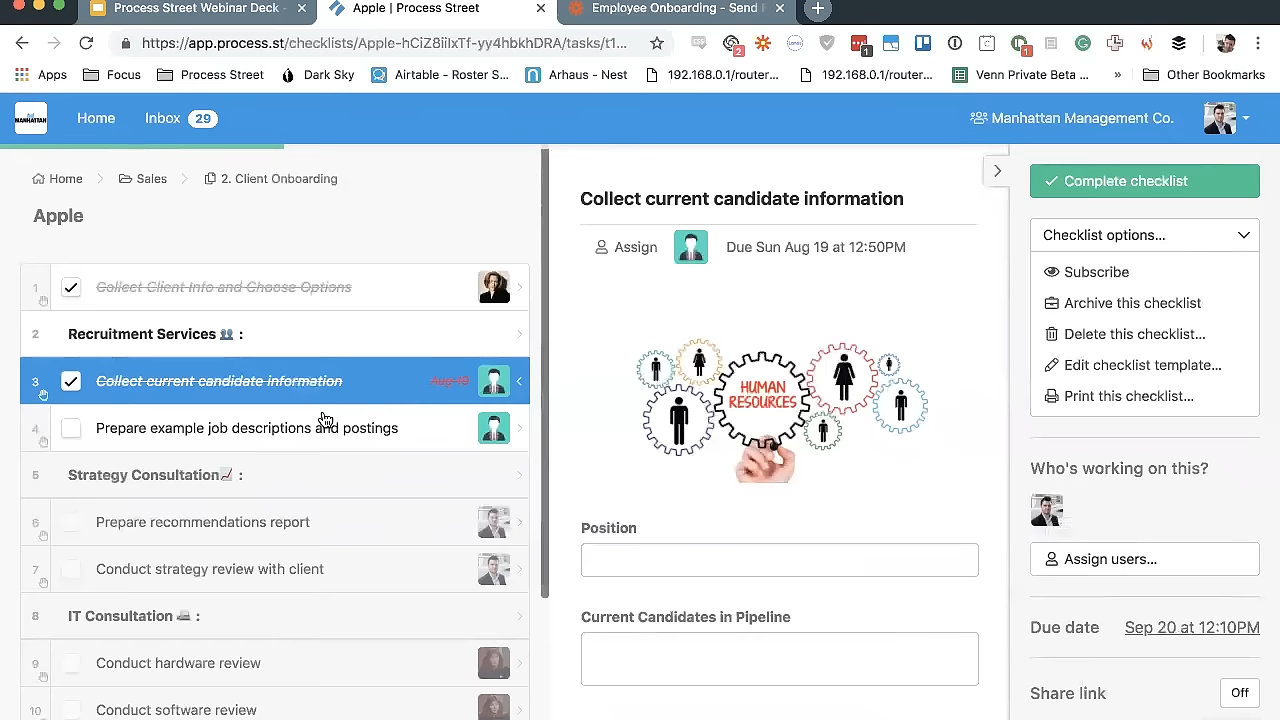 Process Street Webinar Deck -
Apple | Process Street
Employee Onboarding - Send F
https://app.process.st/checklists/Apple-hCiZ8iiIxTf-yy4hbkhDRA/tasks/t1...
2
1
1
Apps
Focus
Process Street
Dark Sky
Airtable - Roster S...
Arhaus - Nest
192.168.0.1/router...
192.168.0.1/router...
Venn Private Beta ...
»
Other Bookmarks
MANHATTAN
Home
Inbox 29
Manhattan Management Co.
Home
Sales
2. Client Onboarding
Apple
1 Collect Client Info and Choose Options
2 Recruitment Services :
3 Collect current candidate information Aug 19
4 Prepare example job descriptions and postings
5 Strategy Consultation :
6 Prepare recommendations report
7 Conduct strategy review with client
8 IT Consultation :
9 Conduct hardware review
10 Conduct software review
Collect current candidate information
Assign
Due Sun Aug 19 at 12:50PM
HUMAN
RESOURCES
Position
Current Candidates in Pipeline
Complete checklist
Checklist options...
Subscribe
Archive this checklist
Delete this checklist...
Edit checklist template...
Print this checklist...
Who's working on this?
Assign users...
Due date Sep 20 at 12:10PM
Share link Off